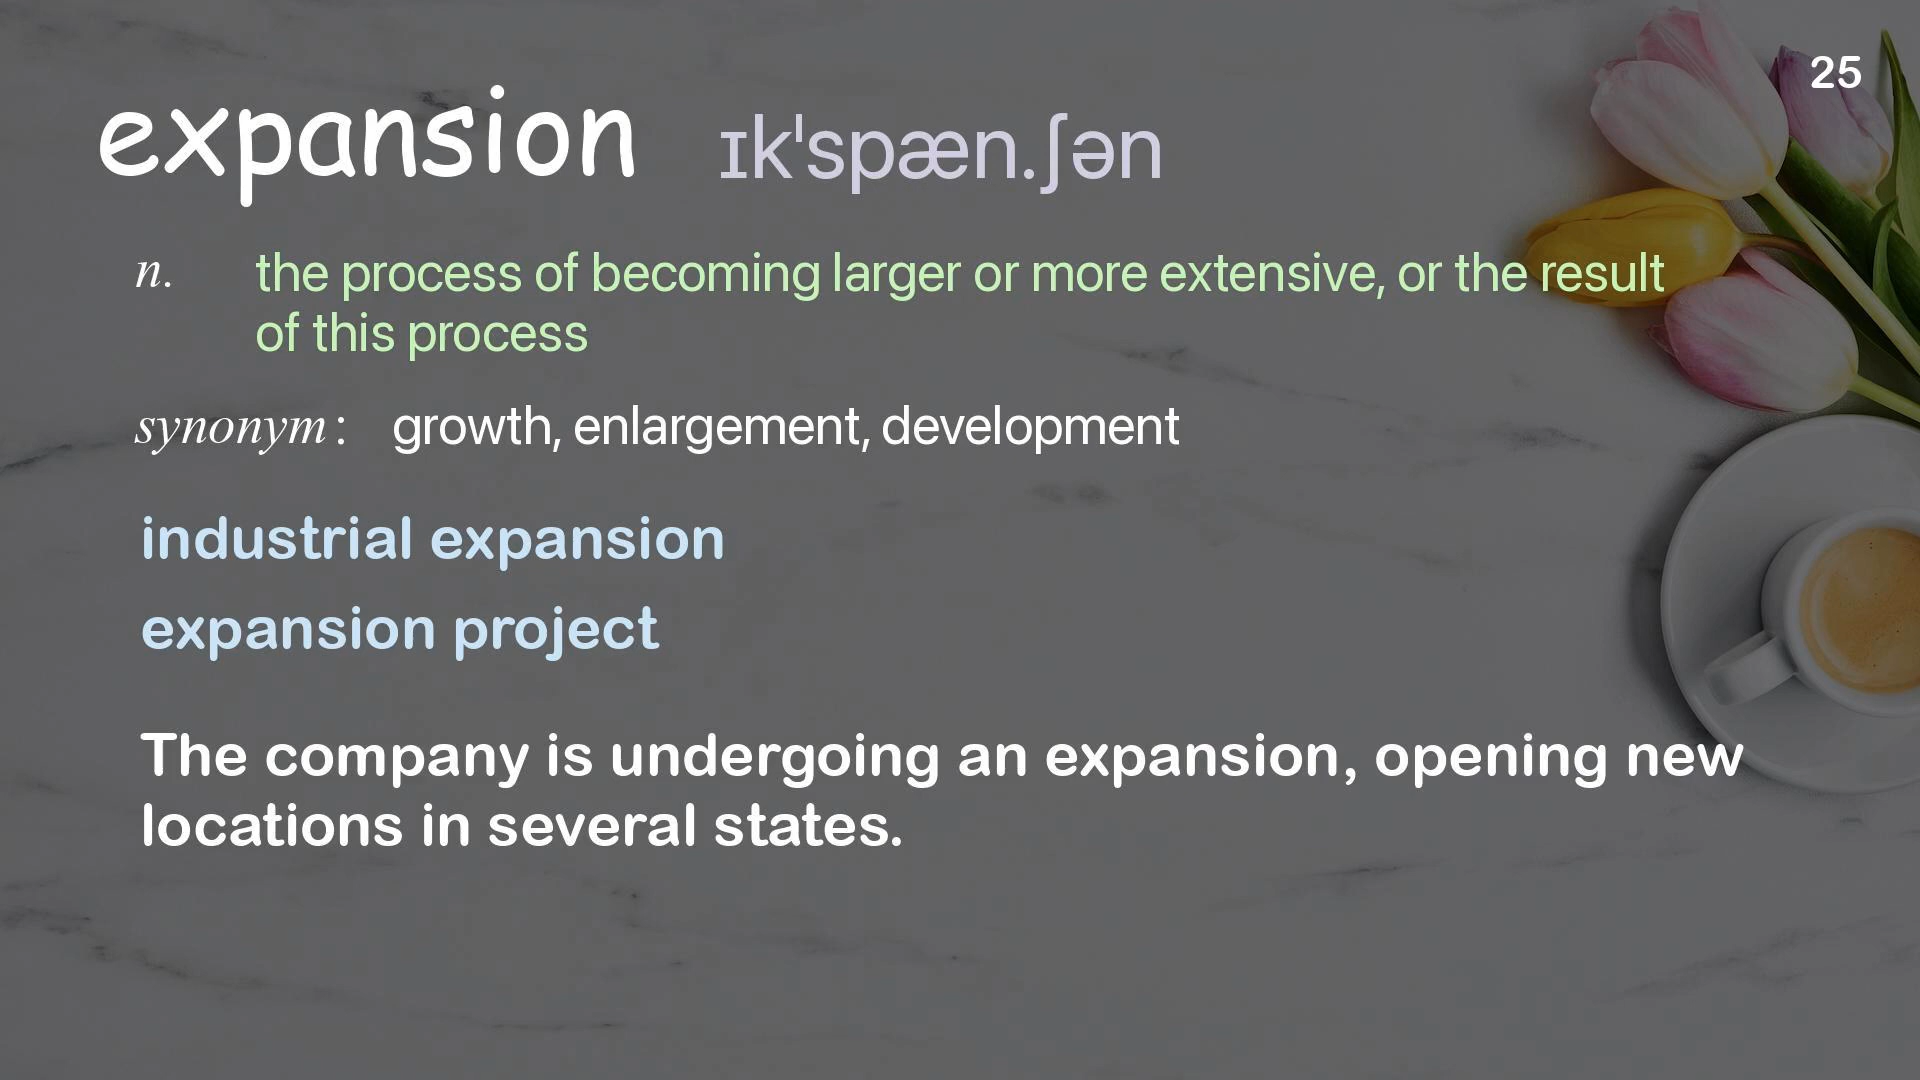 25
expansion ɪkˈspæn.ʃən
n. the process of becoming larger or more extensive, or the result
of this process
synonym: growth, enlargement, development
industrial expansion
expansion project
The company is undergoing an expansion, opening new
locations in several states.